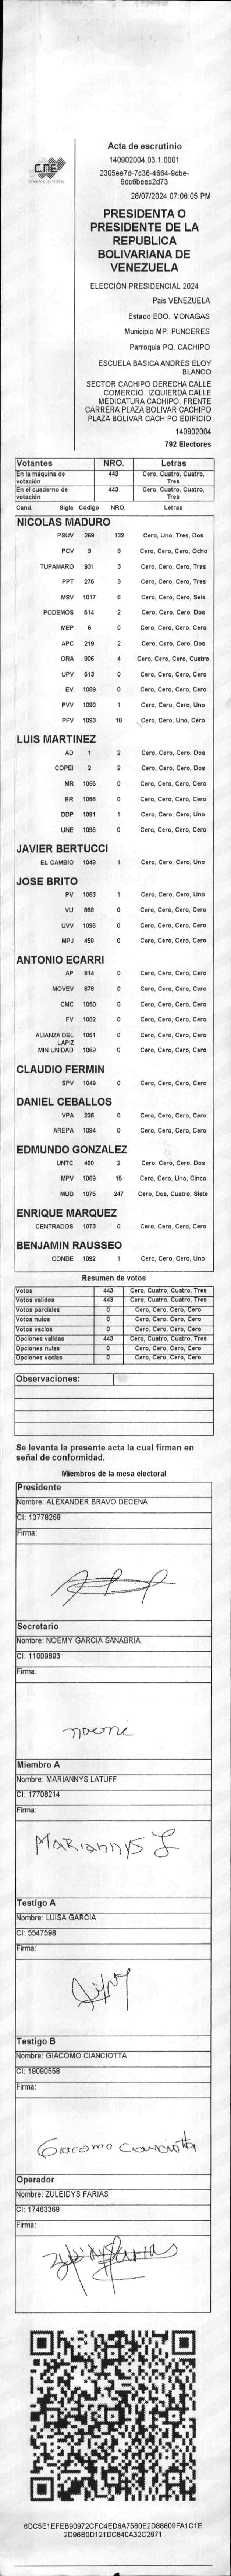 CNE
Acta de escrutinio
140902004.03.1.0001
2305ee7d-7c36-4664-9cbe-
9dc6beec2d73
28/07/2024 07:06:05 PM
PRESIDENTA O
PRESIDENTE DE LA
REPUBLICA
BOLIVARIANA DE
VENEZUELA
ELECCIÓN PRESIDENCIAL 2024
País VENEZUELA
Estado EDO. MONAGAS
Municipio MP. PUNCERES
Parroquia PQ. CACHIPO
ESCUELA BASICA ANDRES ELOY
BLANCO
SECTOR CACHIPO DERECHA CALLE
COMERCIO. IZQUIERDA CALLE
MEDICATURA CACHIPO. FRENTE
CARRERA PLAZA BOLIVAR CACHIPO
PLAZA BOLIVAR CACHIPO EDIFICIO
140902004
792 Electores
Votantes NRO. Letras
En la máquina de votación 443 Cero, Cuatro, Cuatro, Tres
En el cuaderno de votación 443 Cero, Cuatro, Cuatro, Tres
Cand. Sigla Código NRO. Letras
NICOLAS MADURO
PSUV 269 132 Cero, Uno, Tres, Dos
PCV 9 8 Cero, Cero, Cero, Ocho
TUPAMARO 931 3 Cero, Cero, Cero, Tres
PPT 276 3 Cero, Cero, Cero, Tres
MSV 1017 6 Cero, Cero, Cero, Seis
PODEMOS 514 2 Cero, Cero, Cero, Dos
MEP 6 0 Cero, Cero, Cero, Cero
APC 219 2 Cero, Cero, Cero, Dos
ORA 906 4 Cero, Cero, Cero, Cuatro
UPV 513 0 Cero, Cero, Cero, Cero
EV 1089 0 Cero, Cero, Cero, Cero
PVV 1090 1 Cero, Cero, Cero, Uno
PFV 1093 10 Cero, Cero, Uno, Cero
LUIS MARTINEZ
AD 1 2 Cero, Cero, Cero, Dos
COPEI 2 2 Cero, Cero, Cero, Dos
MR 1065 0 Cero, Cero, Cero, Cero
BR 1066 0 Cero, Cero, Cero, Cero
DDP 1091 1 Cero, Cero, Cero, Uno
UNE 1095 0 Cero, Cero, Cero, Cero
JAVIER BERTUCCI
EL CAMBIO 1048 1 Cero, Cero, Cero, Uno
JOSE BRITO
PV 1053 1 Cero, Cero, Cero, Uno
VU 868 0 Cero, Cero, Cero, Cero
UVV 1096 0 Cero, Cero, Cero, Cero
MPJ 459 0 Cero, Cero, Cero, Cero
ANTONIO ECARRI
AP 814 0 Cero, Cero, Cero, Cero
MOVEV 878 0 Cero, Cero, Cero, Cero
CMC 1050 0 Cero, Cero, Cero, Cero
FV 1062 0 Cero, Cero, Cero, Cero
ALIANZA DEL LAPIZ 1051 0 Cero, Cero, Cero, Cero
MIN UNIDAD 1069 0 Cero, Cero, Cero, Cero
CLAUDIO FERMIN
SPV 1049 0 Cero, Cero, Cero, Cero
DANIEL CEBALLOS
VPA 236 0 Cero, Cero, Cero, Cero
AREPA 1094 0 Cero, Cero, Cero, Cero
EDMUNDO GONZALEZ
UNTC 460 2 Cero, Cero, Cero, Dos
MPV 1069 15 Cero, Cero, Uno, Cinco
MUD 1075 247 Cero, Dos, Cuatro, Siete
ENRIQUE MARQUEZ
CENTRADOS 1073 0 Cero, Cero, Cero, Cero
BENJAMIN RAUSSEO
CONDE 1092 1 Cero, Cero, Cero, Uno
Resumen de votos
Votos 443 Cero, Cuatro, Cuatro, Tres
Votos validos 443 Cero, Cuatro, Cuatro, Tres
Votos parciales 0 Cero, Cero, Cero, Cero
Votos nulos 0 Cero, Cero, Cero, Cero
Votos vacios 0 Cero, Cero, Cero, Cero
Opciones validas 443 Cero, Cuatro, Cuatro, Tres
Opciones nulas 0 Cero, Cero, Cero, Cero
Opciones vacias 0 Cero, Cero, Cero, Cero
Observaciones:
Se levanta la presente acta la cual firman en
señal de conformidad.
Miembros de la mesa electoral
Presidente
Nombre: ALEXANDER BRAVO DECENA
CI: 13778268
Firma:
Secretario
Nombre: NOEMY GARCIA SANABRIA
CI: 11009893
Firma:
noemi
Miembro A
Nombre: MARIANNYS LATUFF
CI: 17708214
Firma:
MARIANNYS L
Testigo A
Nombre: LUISA GARCIA
CI: 5547598
Firma:
Testigo B
Nombre: GIACOMO CIANCIOTTA
CI: 19090558
Firma:
Giacomo Cianciotta
Operador
Nombre: ZULEIDYS FARIAS
CI: 17463369
Firma:
6DC5E1EFEB90972CFC4ED6A7560E2D88609FA1C1E
2D96B0D121DC840A32C2971